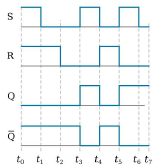 S
R
Q
Q̅
t₀ t₁ t₂ t₃ t₄ t₅ t₆ t₇